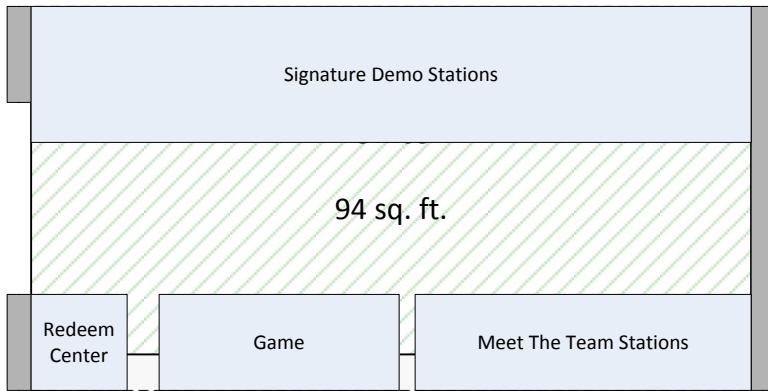 Signature Demo Stations
94 sq. ft.
Redeem
Center
Game
Meet The Team Stations